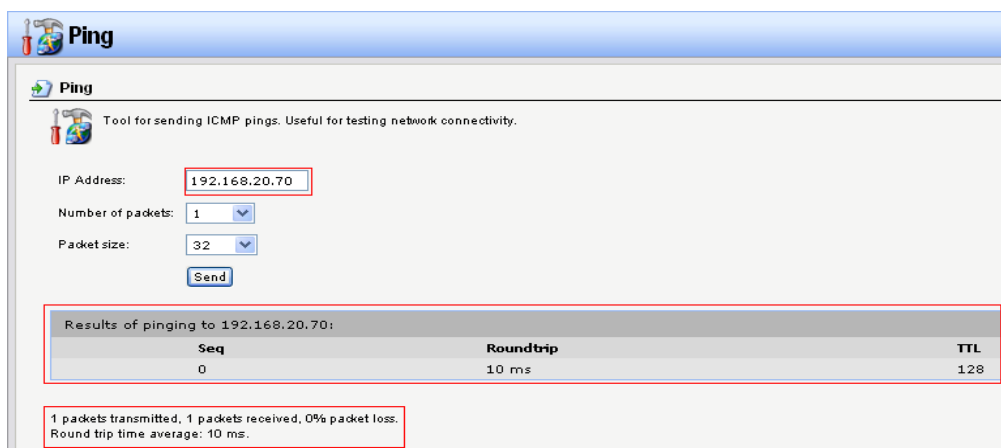 Ping
Ping
Tool for sending ICMP pings. Useful for testing network connectivity.
IP Address: 192.168.20.70
Number of packets: 1
Packet size: 32
Send
Results of pinging to 192.168.20.70:
Seq Roundtrip TTL
0 10 ms 128
1 packets transmitted, 1 packets received, 0% packet loss.
Round trip time average: 10 ms.